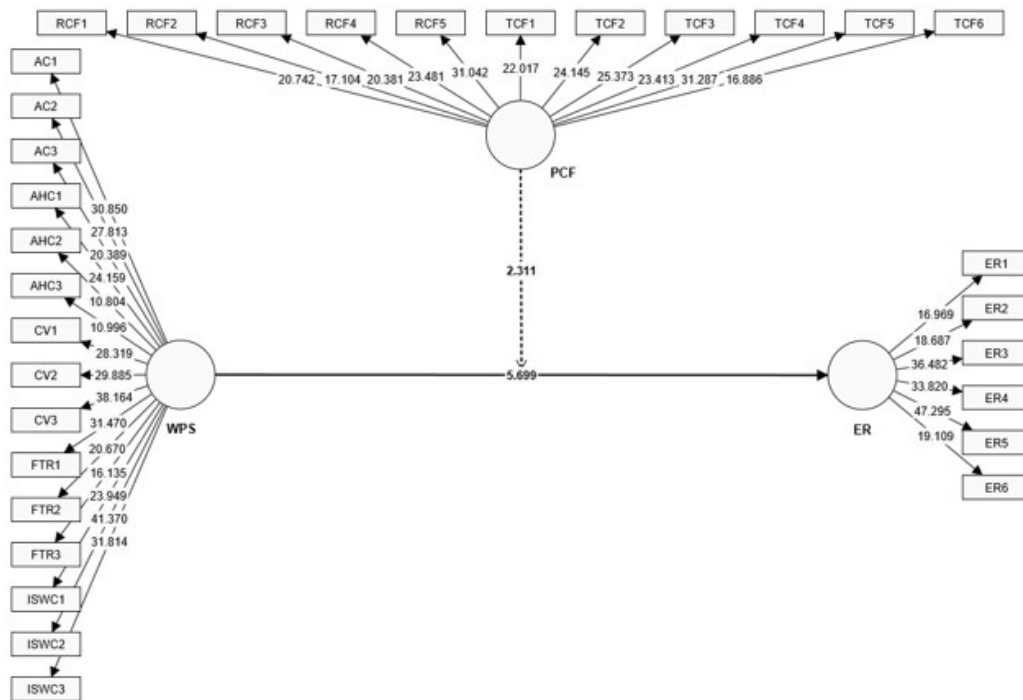 RCF1 RCF2 RCF3 RCF4 RCF5 TCF1 TCF2 TCF3 TCF4 TCF5 TCF6
20.742 17.104 20.381 23.481 31.042 22.017 24.145 25.373 23.413 31.287 16.886
PCF
AC1
AC2
AC3
AHC1
AHC2
AHC3
CV1
CV2
CV3
FTR1
FTR2
FTR3
ISWC1
ISWC2
ISWC3
30.850
27.813
20.389
24.159
10.804
10.996
28.319
29.885
38.164
31.470
20.670
16.135
23.949
41.370
31.814
WPS
2.311
5.699
ER
16.969
18.687
36.482
33.820
47.295
19.109
ER1
ER2
ER3
ER4
ER5
ER6